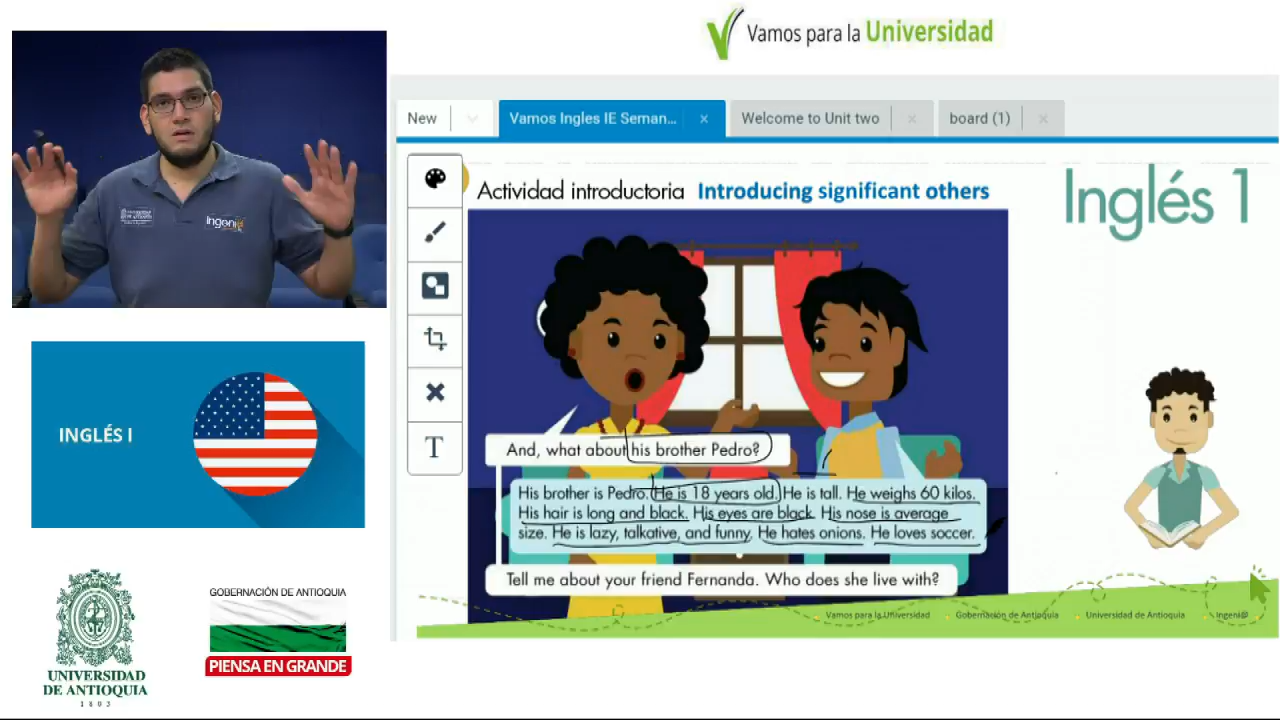 Vamos para la Universidad
New
Vamos Ingles IE Seman...
Welcome to Unit two
board (1)
Actividad introductoria Introducing significant others
Inglés 1
And, what about his brother Pedro?
His brother is Pedro. He is 18 years old. He is tall. He weighs 60 kilos.
His hair is long and black. His eyes are black. His nose is average
size. He is lazy, talkative, and funny. He hates onions. He loves soccer.
Tell me about your friend Fernanda. Who does she live with?
Vamos para la Universidad
Gobernación de Antioquia
Universidad de Antioquia
Ingeni@
T
ingeni@
INGLÉS I
UNIVERSIDAD
DE ANTIOQUIA
1803
GOBERNACIÓN DE ANTIOQUIA
PIENSA EN GRANDE